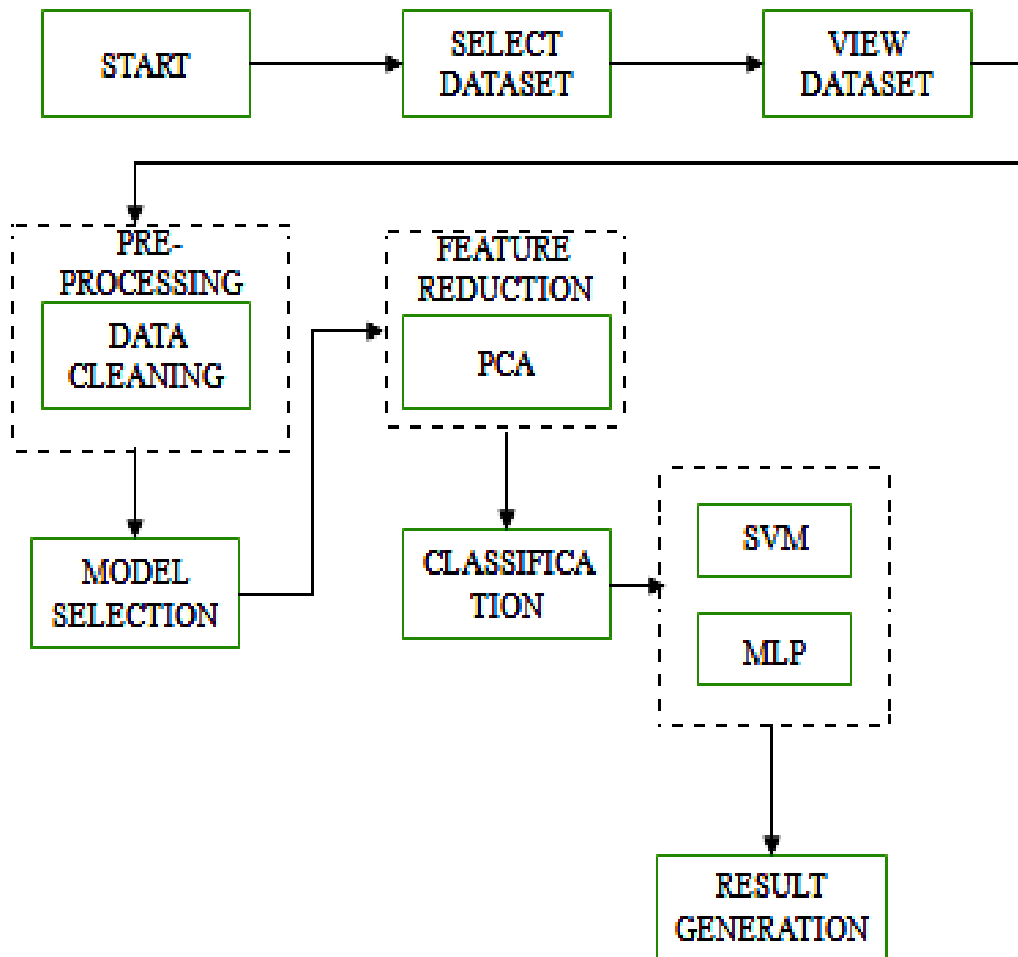 START
SELECT
DATASET
VIEW
DATASET
PRE-
PROCESSING
DATA
CLEANING
FEATURE
REDUCTION
PCA
MODEL
SELECTION
CLASSIFICA
TION
SVM
MLP
RESULT
GENERATION